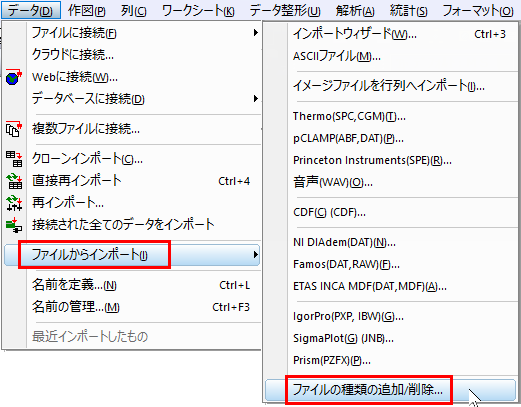 データ(D) 作図(P) 列(C) ワークシート(K) データ整形(U) 解析(A) 統計(S) フォーマット(O)
ファイルに接続(F)
クラウドに接続...
Webに接続(W)...
データベースに接続(D)
複数ファイルに接続...
クローンインポート(C)...
直接再インポート Ctrl+4
再インポート...
接続された全てのデータをインポート
ファイルからインポート(I)
名前を定義...(N) Ctrl+L
名前の管理...(M) Ctrl+F3
最近インポートしたもの
インポートウィザード(W)... Ctrl+3
ASCIIファイル(M)...
イメージファイルを行列へインポート(I)...
Thermo(SPC,CGM)(T)...
pCLAMP(ABF,DAT)(P)...
Princeton Instruments(SPE)(R)...
音声(WAV)(O)...
CDF(C) (CDF)...
NI DIAdem(DAT)(N)...
Famos(DAT,RAW)(F)...
ETAS INCA MDF(DAT,MDF)(A)...
IgorPro(PXP, IBW)(G)...
SigmaPlot(G) (JNB)...
Prism(PZFX)(P)...
ファイルの種類の追加/削除...